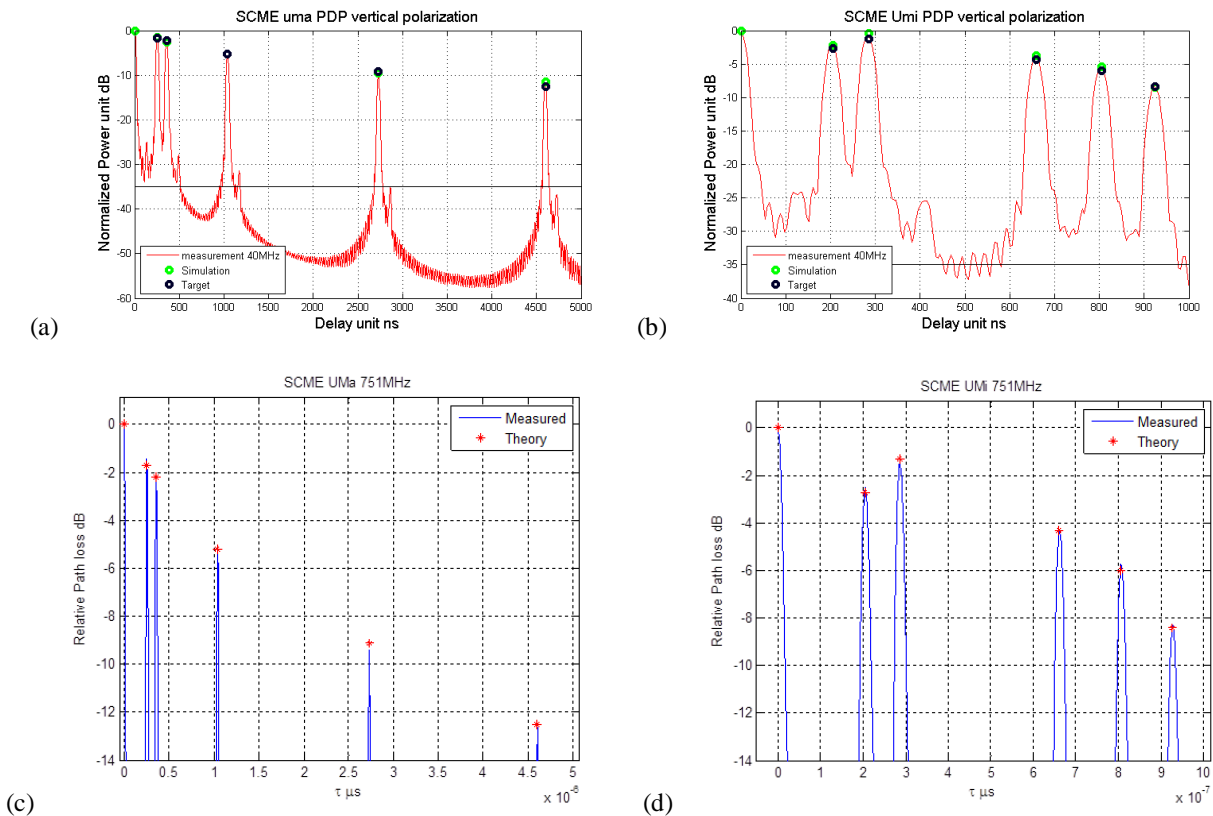 SCME uma PDP vertical polarization
Normalized Power unit dB
0
-10
-20
-30
-40
-50
-60
measurement 40MHz
Simulation
Target
0 500 1000 1500 2000 2500 3000 3500 4000 4500 5000
Delay unit ns
(a)
SCME Umi PDP vertical polarization
Normalized Power unit dB
0
-5
-10
-15
-20
-25
-30
-35
-40
measurement 40MHz
Simulation
Target
0 100 200 300 400 500 600 700 800 900 1000
Delay unit ns
(b)
SCME UMa 751MHz
Relative Path loss dB
0
-2
-4
-6
-8
-10
-12
-14
Measured
Theory
0 0.5 1 1.5 2 2.5 3 3.5 4 4.5 5
τ µs
x 10⁻⁶
(c)
SCME UMi 751MHz
Relative Path loss dB
0
-2
-4
-6
-8
-10
-12
-14
Measured
Theory
0 1 2 3 4 5 6 7 8 9 10
τ µs
x 10⁻⁷
(d)